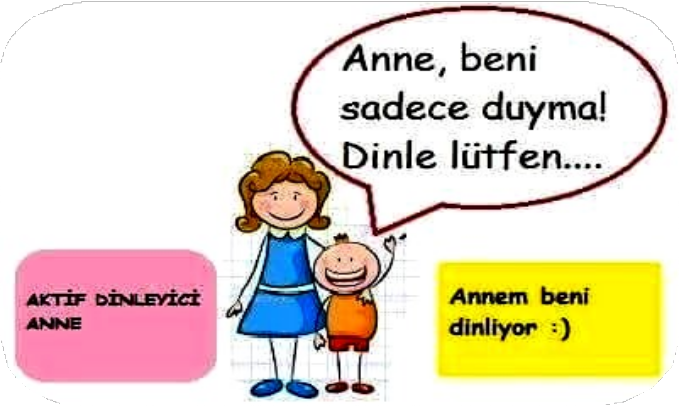 Anne, beni
sadece duyma!
Dinle lütfen....
AKTİF DİNLEYİCİ
ANNE
Annem beni
dinliyor :)